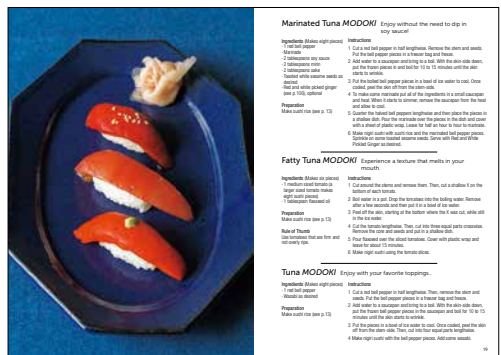 Marinated Tuna MODOKI Enjoy without the need to dip in
soy sauce!
Ingredients (Makes eight pieces)
- 1 red bell pepper
- Marinade
- 2 tablespoons soy sauce
- 2 tablespoons mirin
- 2 tablespoons sake
- Toasted white sesame seeds as
desired
- Red and white pickled ginger
(see p. 106), optional
Preparation
Make sushi rice (see p. 13)
Instructions
1 Cut a red bell pepper in half lengthwise. Remove the stem and seeds.
Put the bell pepper pieces in a freezer bag and freeze.
2 Add water to a saucepan and bring to a boil. With the skin-side down,
put the frozen pieces in and boil for 10 to 15 minutes until the skin
starts to wrinkle.
3 Put the boiled bell pepper pieces in a bowl of ice water to cool. Once
cooled, peel the skin off from the stem-side.
4 To make some marinade put all of the ingredients in a small saucepan
and heat. When it starts to simmer, remove the saucepan from the heat
and allow to cool.
5 Quarter the halved bell peppers lengthwise and then place the pieces in
a shallow dish. Pour the marinade over the pieces in the dish and cover
with a sheet of plastic wrap. Leave for half an hour to hour to marinate.
6 Make nigiri sushi with sushi rice and the marinated bell pepper pieces.
Sprinkle on some toasted sesame seeds. Serve with Red and White
Pickled Ginger as desired.
Fatty Tuna MODOKI Experience a texture that melts in your
mouth.
Ingredients (Makes six pieces)
- 1 medium sized tomato (a
larger sized tomato makes
eight sushi pieces)
- 1 tablespoon flaxseed oil
Preparation
Make sushi rice (see p. 13)
Rule of Thumb
Use tomatoes that are firm and
not overly ripe.
Instructions
1 Cut around the stems and remove them. Then, cut a shallow X on the
bottom of each tomato.
2 Boil water in a pot. Drop the tomatoes into the boiling water. Remove
after a few seconds and then put it in a bowl of ice water.
3 Peel off the skin, starting at the bottom where the X was cut, while still
in the ice water.
4 Cut the tomato lengthwise. Then, cut into three equal parts crossways.
Remove the core and seeds and put in a shallow dish.
5 Pour flaxseed over the sliced tomatoes. Cover with plastic wrap and
leave for about 15 minutes.
6 Make nigiri sushi using the tomato slices.
Tuna MODOKI Enjoy with your favorite toppings..
Ingredients (Makes eight pieces)
- 1 red bell pepper
- Wasabi as desired
Preparation
Make sushi rice (see p. 13)
Instructions
1 Cut a red bell pepper in half lengthwise. Then, remove the stem and
seeds. Put the bell pepper pieces in a freezer bag and freeze.
2 Add water to a saucepan and bring to a boil. With the skin-side down,
put the frozen bell pepper pieces in the saucepan and boil for 10 to 15
minutes until the skin starts to wrinkle.
3 Put the pieces in a bowl of ice water to cool. Once cooled, peel the skin
off from the stem-side. Then, cut into four equal parts lengthwise.
4 Make nigiri sushi with the bell pepper pieces. Add some wasabi.
19